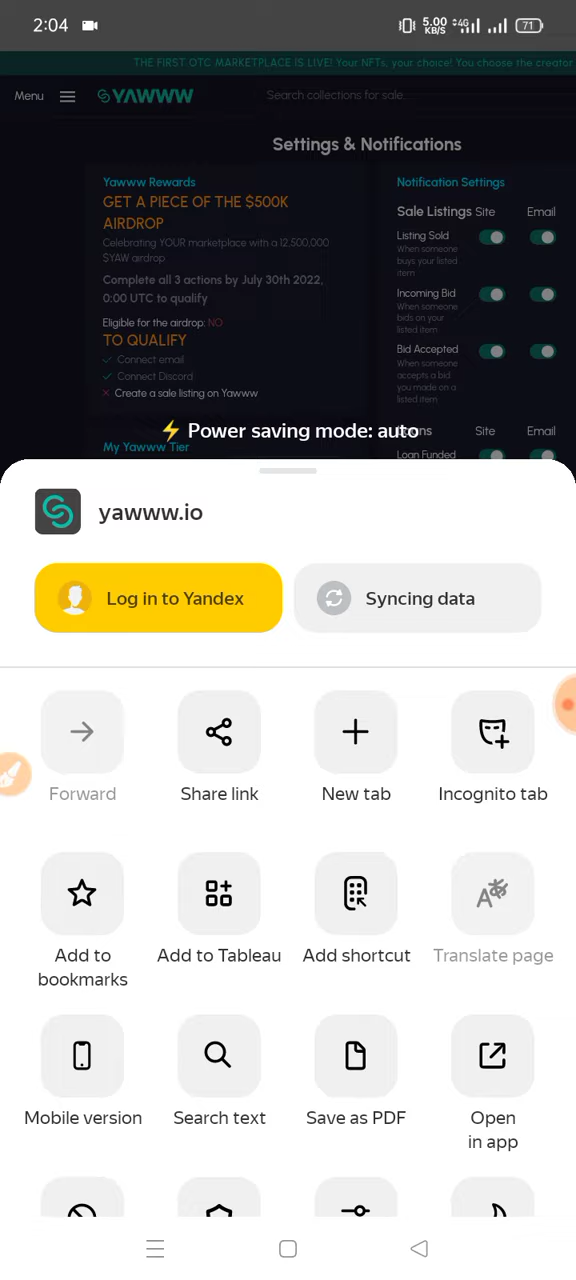 2:04
5.00
KB/S
4G
71
THE FIRST OTC MARKETPLACE IS LIVE! Your NFTs, your choice! You choose the creator
Menu
YAWWW
Search collections for sale.
Settings & Notifications
Yawww Rewards
GET A PIECE OF THE $500K
AIRDROP
Celebrating YOUR marketplace with a 12,500,000
$YAW airdrop
Complete all 3 actions by July 30th 2022,
0:00 UTC to qualify
Eligible for the airdrop: NO
TO QUALIFY
Connect email
Connect Discord
Create a sale listing on Yawww
My Yawww Tier
Notification Settings
Sale Listings Site Email
Listing Sold
When someone
buys your listed
item
Incoming Bid
When someone
bids on your
listed item
Bid Accepted
When someone
accepts a bid
you made on a
listed item
Loans Site Email
Loan Funded
⚡ Power saving mode: auto
yawww.io
Log in to Yandex
Syncing data
Forward
Share link
New tab
Incognito tab
Add to
bookmarks
Add to Tableau
Add shortcut
Translate page
Mobile version
Search text
Save as PDF
Open
in app